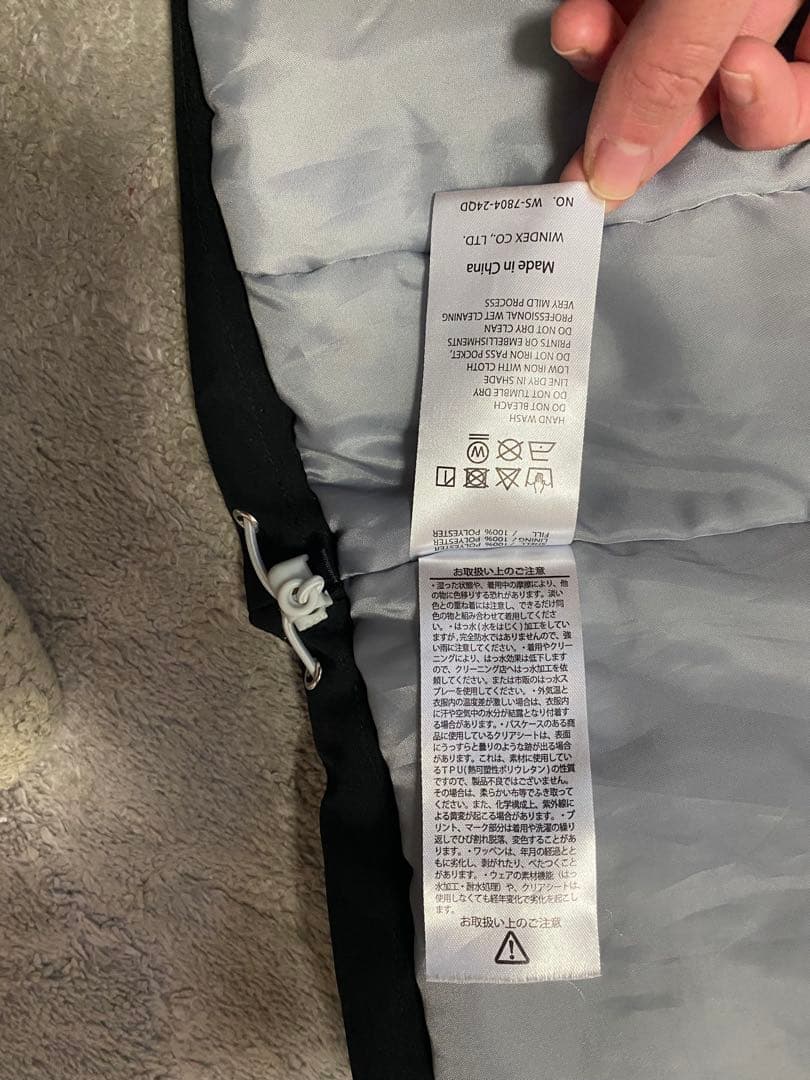 LINING / 100% POLYESTER
FILL / 100% POLYESTER
W
HAND WASH
DO NOT BLEACH
DO NOT TUMBLE DRY
LINE DRY IN SHADE
LOW IRON WITH CLOTH
DO NOT IRON PASS POCKET,
PRINTS OR EMBELLISHMENTS
DO NOT DRY CLEAN
PROFESSIONAL WET CLEANING
VERY MILD PROCESS
Made in China
WINDEX CO., LTD.
NO. WS-7804-24QD
お取扱い上のご注意
・湿った状態や、着用中の摩擦により、他
の物に色移りする恐れがあります。淡い
色との重ね着には注意し、できるだけ同
色の物と組み合わせて着用してくださ
い。・はっ水(水をはじく)加工をしてい
ますが、完全防水ではありませんので、強
い雨に注意してください。・着用やクリー
ニングにより、はっ水効果は低下します
ので、クリーニング店へはっ水加工を依
頼してください。または市販のはっ水ス
プレーを使用してください。・外気温と
衣服内の温度差が激しい場合は、衣服内
に汗や空気中の水分が結露となり付着す
る場合があります。・パスケースのある商
品に使用しているクリアシートは、表面
にうっすらと曇りのような跡が出る場合
があります。これは、素材に使用してい
るTPU(熱可塑性ポリウレタン)の性質
ですので、製品不良ではございません。
その場合は、柔らかい布等でふき取って
ください。また、化学構成上、紫外線に
よる黄変が起こる場合があります。・プ
リント、マーク部分は着用や洗濯の繰り
返しでひび割れ脱落、変色することがあ
ります。・ワッペンは、年月の経過とと
もに劣化し、剥がれたり、べたつくこと
があります。・ウェアの素材機能（はっ
水加工・耐水処理)や、クリアシートは
使用しなくても経年変化で劣化を起こし
ます。
お取扱い上のご注意